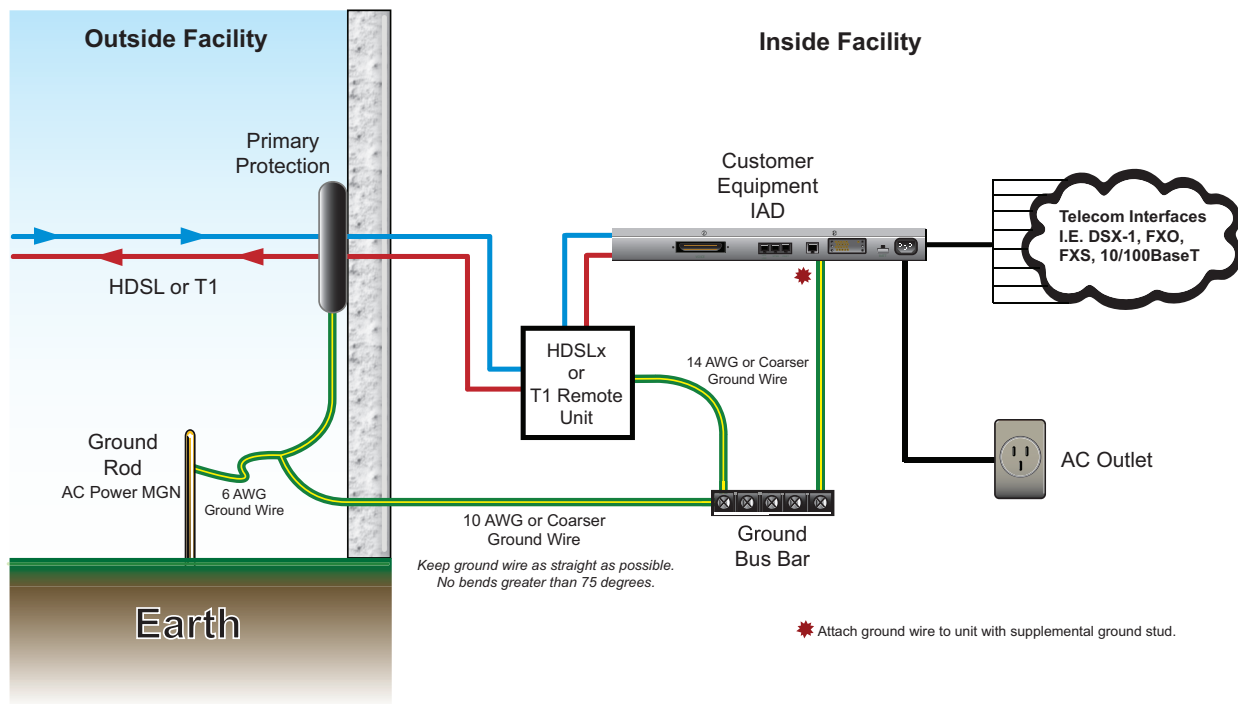 Outside Facility
Inside Facility
Primary
Protection
HDSL or T1
Customer
Equipment
IAD
Telecom Interfaces
I.E. DSX-1, FXO,
FXS, 10/100BaseT
HDSLx
or
T1 Remote
Unit
14 AWG or Coarser
Ground Wire
Ground
Rod
AC Power MGN
6 AWG
Ground Wire
AC Outlet
10 AWG or Coarser
Ground Wire
Keep ground wire as straight as possible.
No bends greater than 75 degrees.
Ground
Bus Bar
Earth
Attach ground wire to unit with supplemental ground stud.